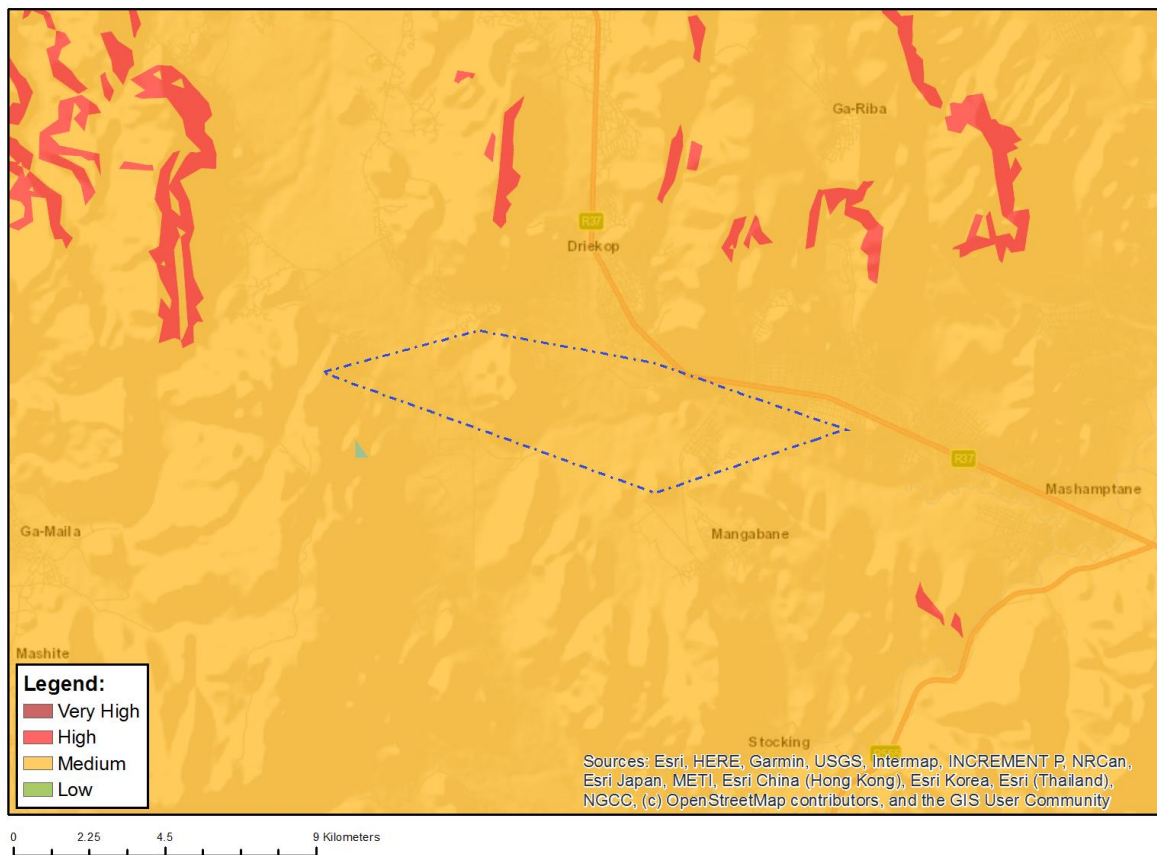 Ga-Riba
R37
Driekop
R37
Mashamptane
Ga-Maila
Mangabane
Mashite
Legend:
Very High
High
Medium
Low
Stocking
Sources: Esri, HERE, Garmin, USGS, Intermap, INCREMENT P, NRCan,
Esri Japan, METI, Esri China (Hong Kong), Esri Korea, Esri (Thailand),
NGCC, (c) OpenStreetMap contributors, and the GIS User Community
0 2.25 4.5 9 Kilometers